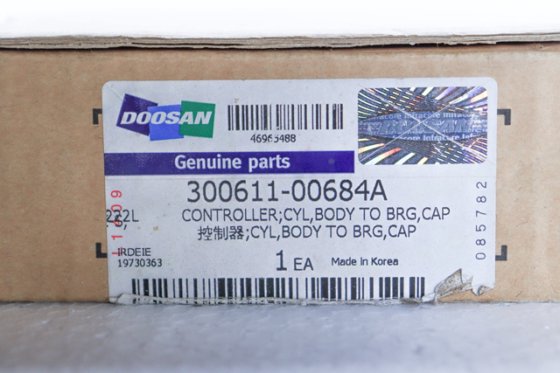 DOOSAN
46965488
Genuine parts
300611-00684A
CONTROLLER;CYL,BODY TO BRG,CAP
控制器;CYL,BODY TO BRG,CAP
1 EA
Made in Korea
222L
IRDEIE
19730363
085782